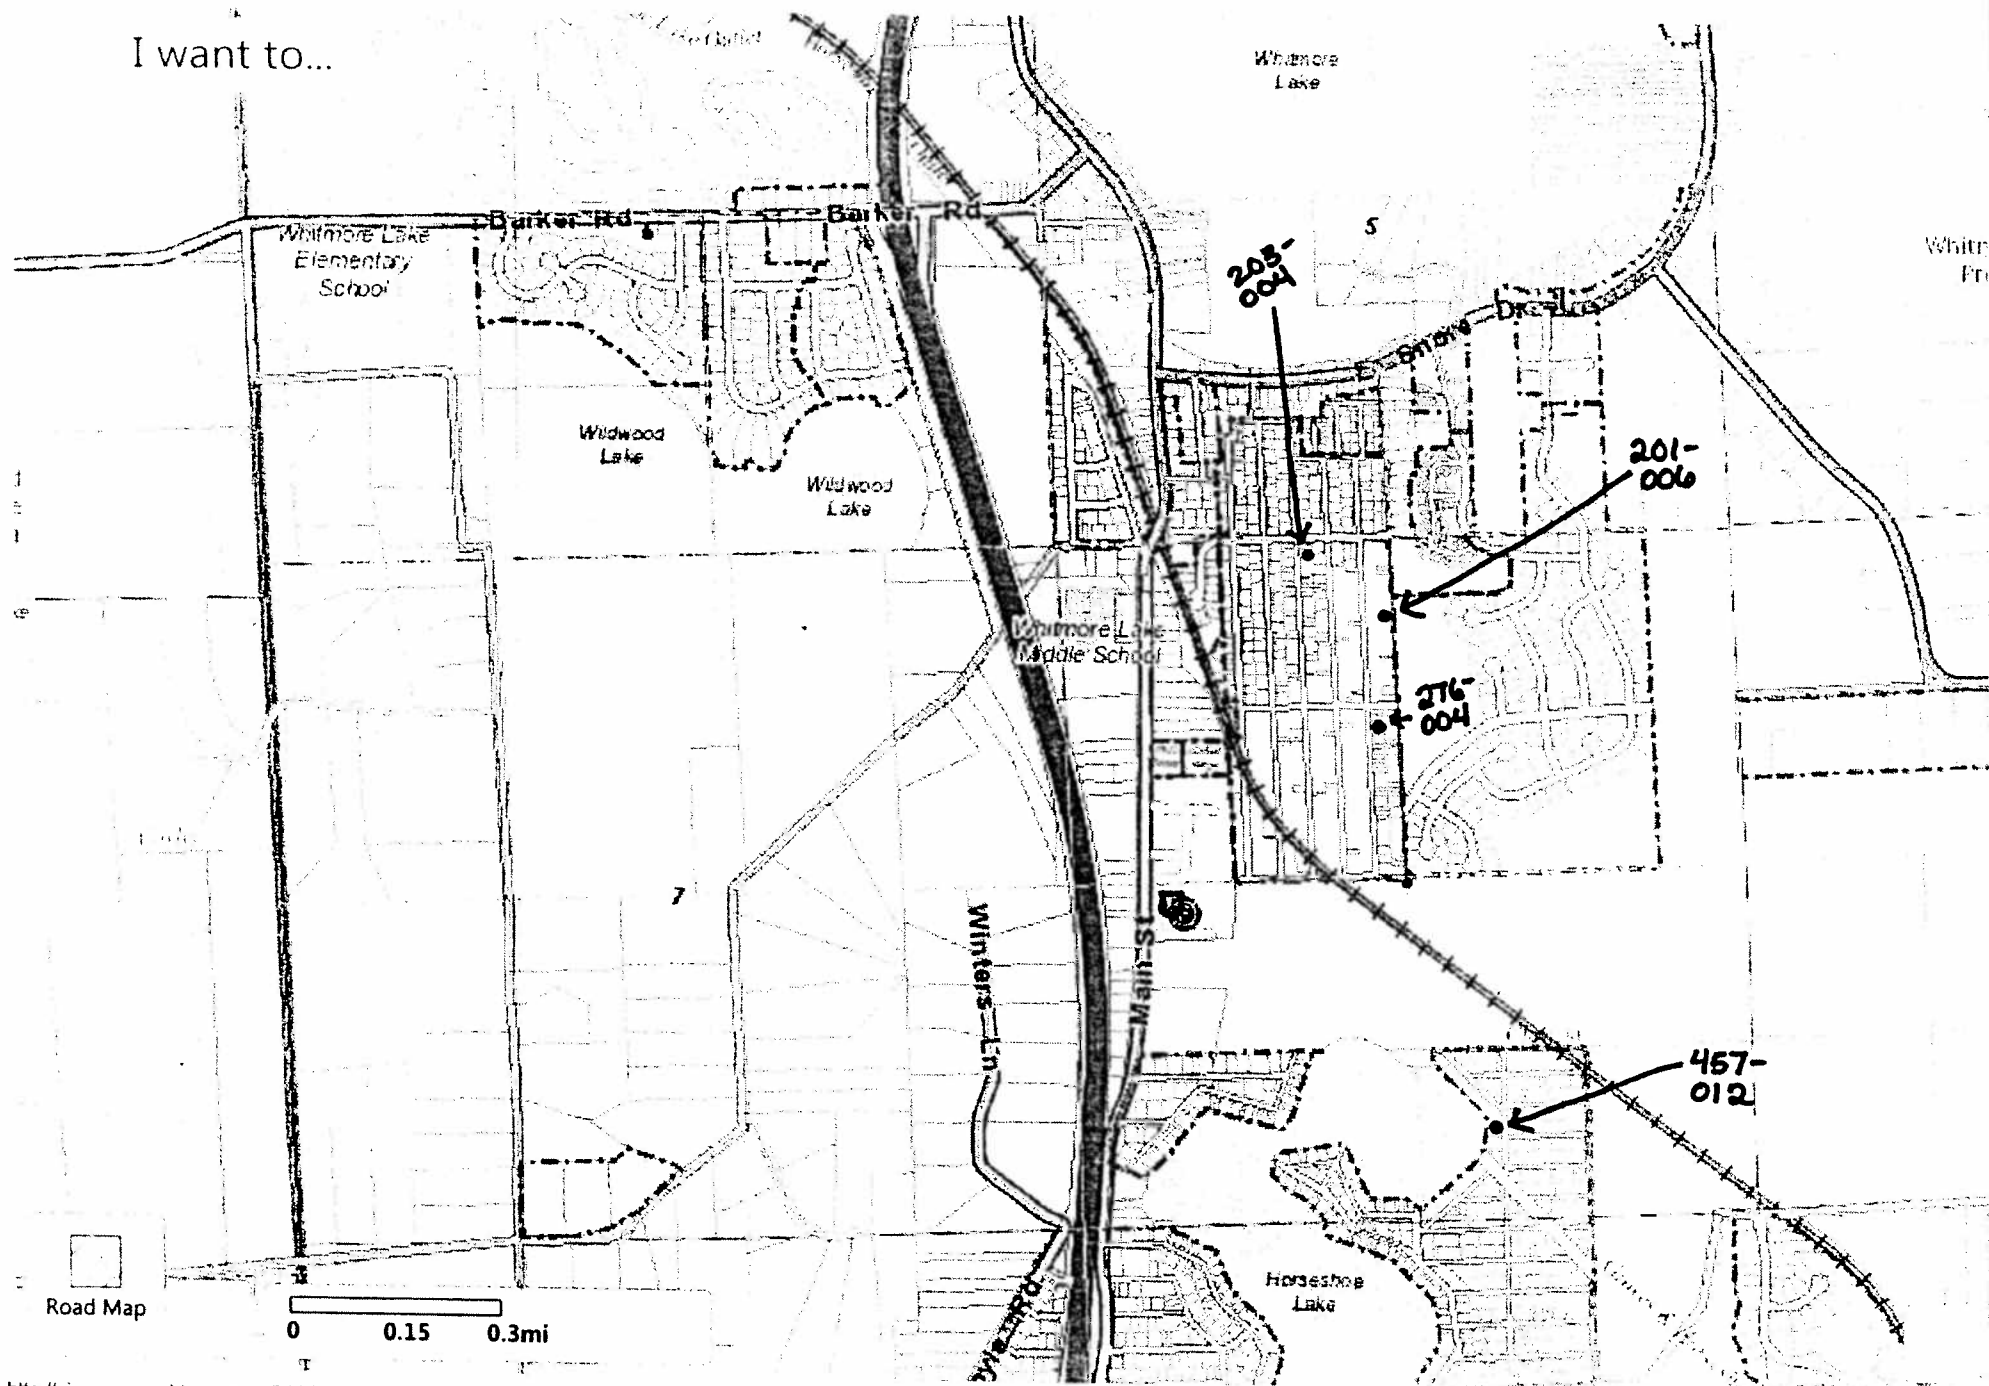 I want to...
Whitmore
Lake
Barker Rd
Barker Rd
Whitmore Lake
Elementary
School
5
203-
004
E Shore Dr
Wildwood
Lake
Wildwood
Lake
201-
006
Whitmore Lake
Middle School
276-
004
7
Winters Ln
Main St
457-
012
Horseshoe
Lake
Road Map
0 0.15 0.3mi